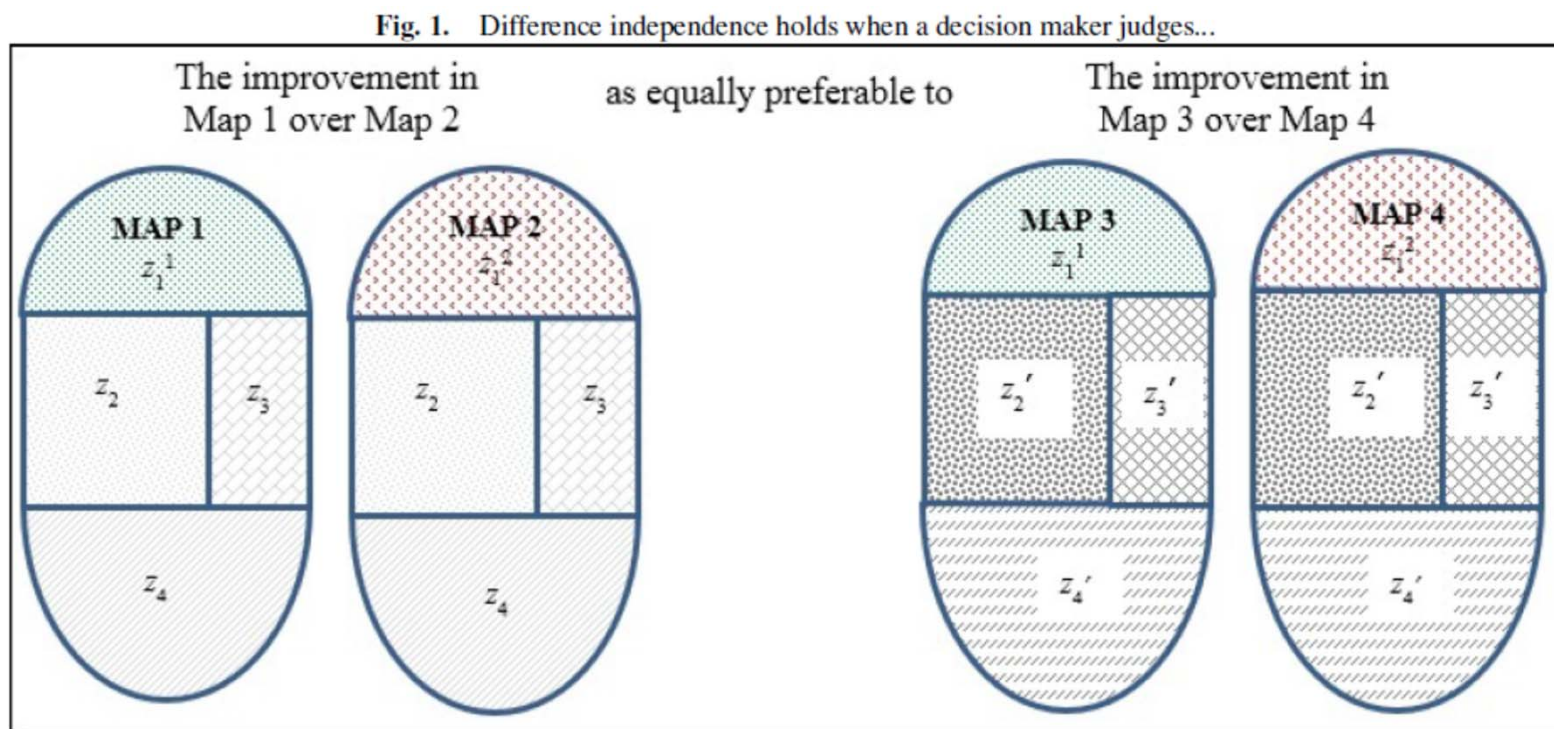 Fig. 1. Difference independence holds when a decision maker judges...
The improvement in
Map 1 over Map 2
as equally preferable to
The improvement in
Map 3 over Map 4
MAP 1
z₁¹
z₂
z₃
z₄
MAP 2
z₁²
z₂
z₃
z₄
MAP 3
z₁¹
z₂′
z₃′
z₄′
MAP 4
z₁²
z₂′
z₃′
z₄′